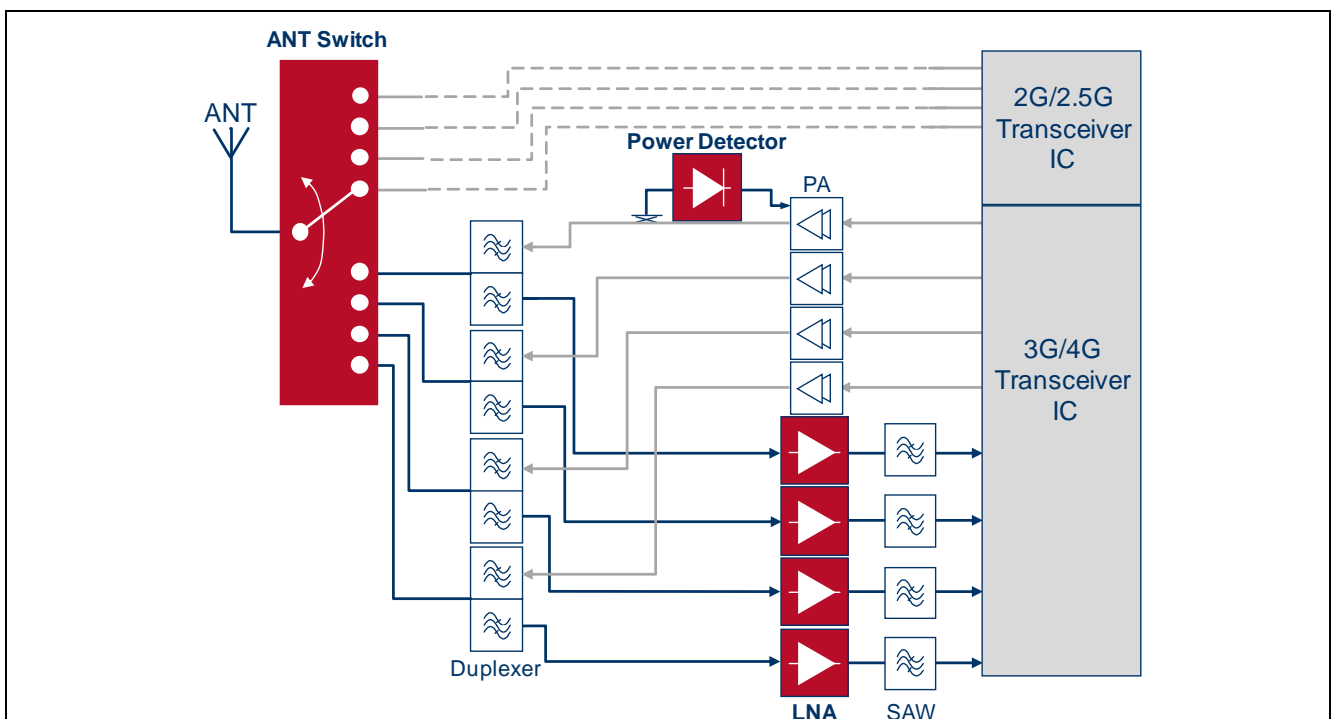 ANT Switch
ANT
2G/2.5G
Transceiver
IC
Power Detector
PA
3G/4G
Transceiver
IC
Duplexer
LNA
SAW